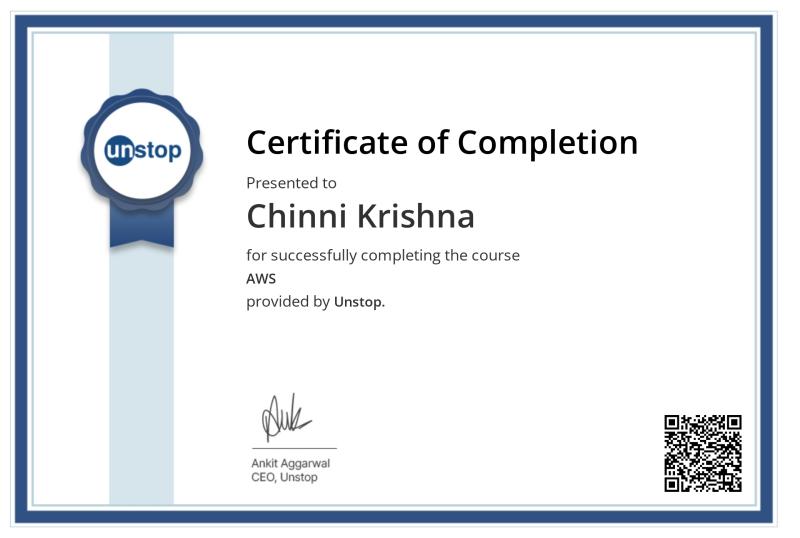 unstop
Certificate of Completion
Presented to
Chinni Krishna
for successfully completing the course
AWS
provided by Unstop.
Ankit Aggarwal
CEO, Unstop